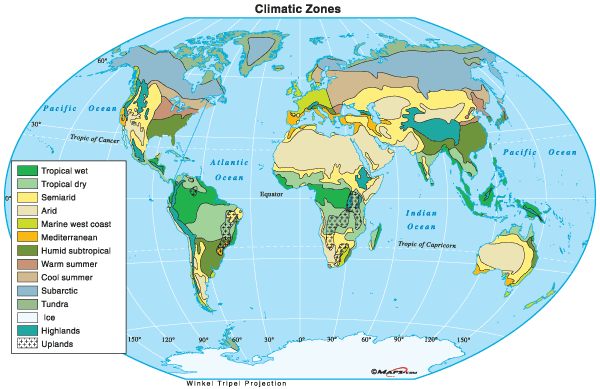 Climatic Zones
60°
Pacific Ocean
30°
Tropic of Cancer
Atlantic
Ocean
Pacific Ocean
Equator
0°
Indian
Ocean
Tropic of Capricorn
Tropical wet
Tropical dry
Semiarid
Arid
Marine west coast
Mediterranean
Humid subtropical
Warm summer
Cool summer
Subarctic
Tundra
Ice
Highlands
Uplands
150° 120° 90° 60° 30° 0° 30° 60° 90° 120° 150°
©MAPS.com
Winkel Tripel Projection